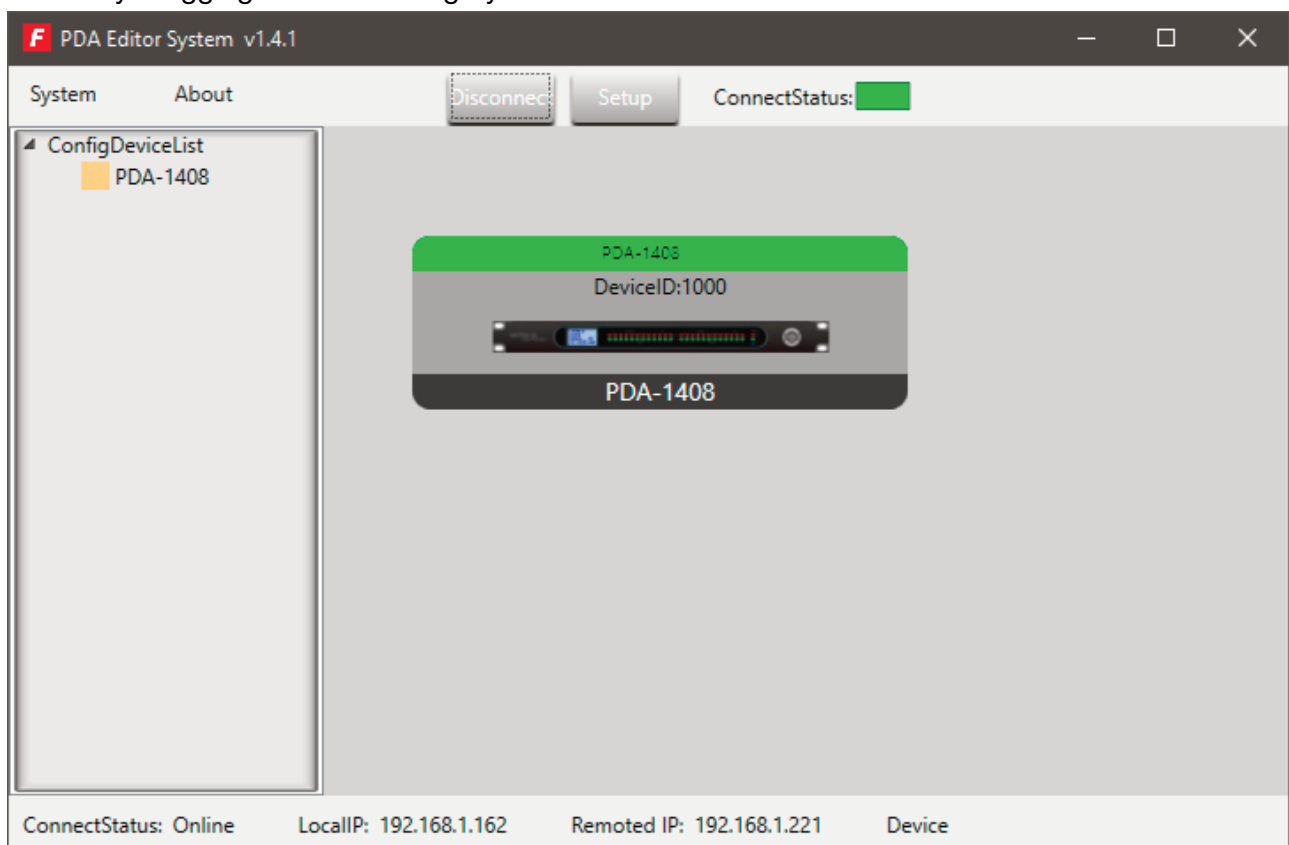 F PDA Editor System v1.4.1
System About Disconnec Setup ConnectStatus:
ConfigDeviceList
PDA-1408
PDA-1408
DeviceID:1000
PDA-1408
ConnectStatus: Online LocalIP: 192.168.1.162 Remoted IP: 192.168.1.221 Device